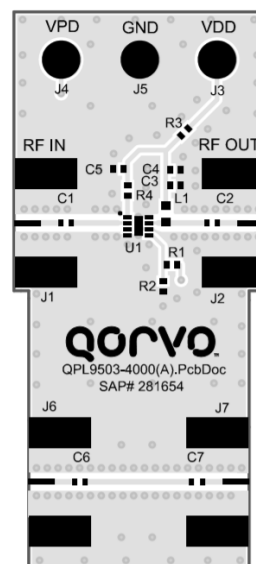 VPD GND VDD
J4 J5 J3
R3
RF IN RF OUT
C5 C4
C3
R4 L1
C1 C2
U1
R1
J1 R2 J2
QORVO
QPL9503-4000(A).PcbDoc
SAP# 281654
J6 J7
C6 C7